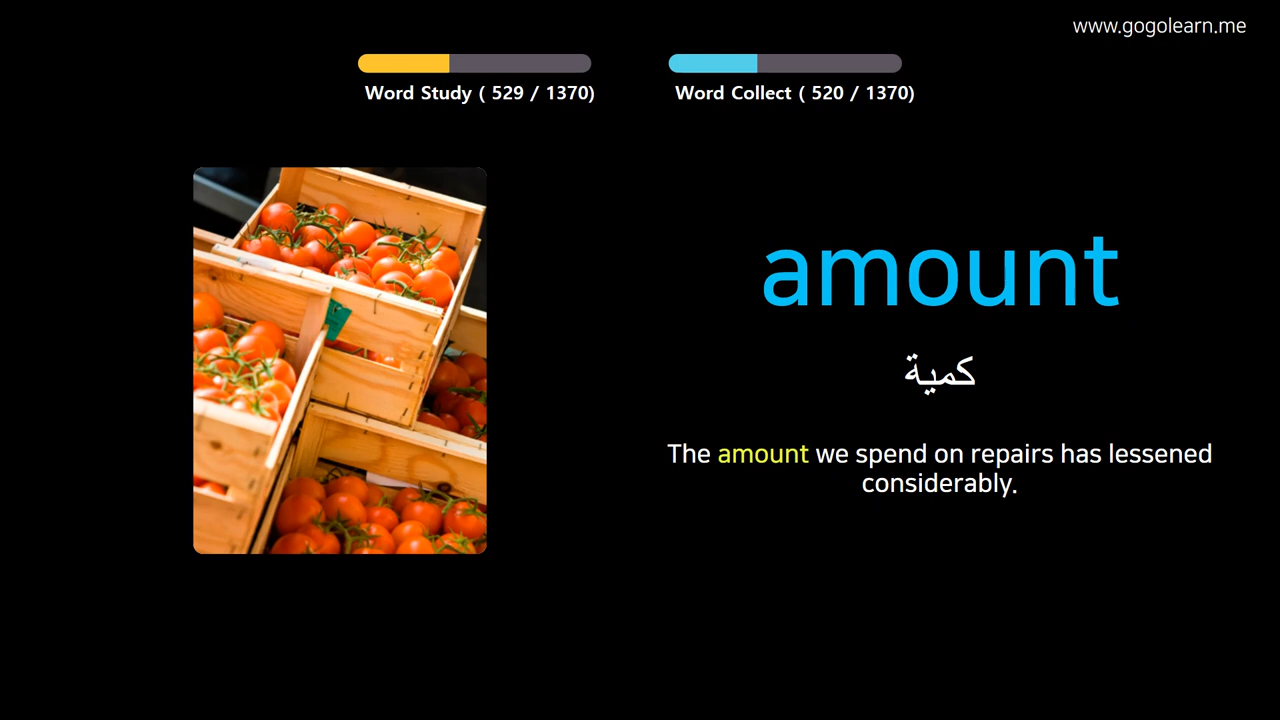 www.gogolearn.me
Word Study ( 529 / 1370)
Word Collect ( 520 / 1370)
amount
كمية
The amount we spend on repairs has lessened
considerably.